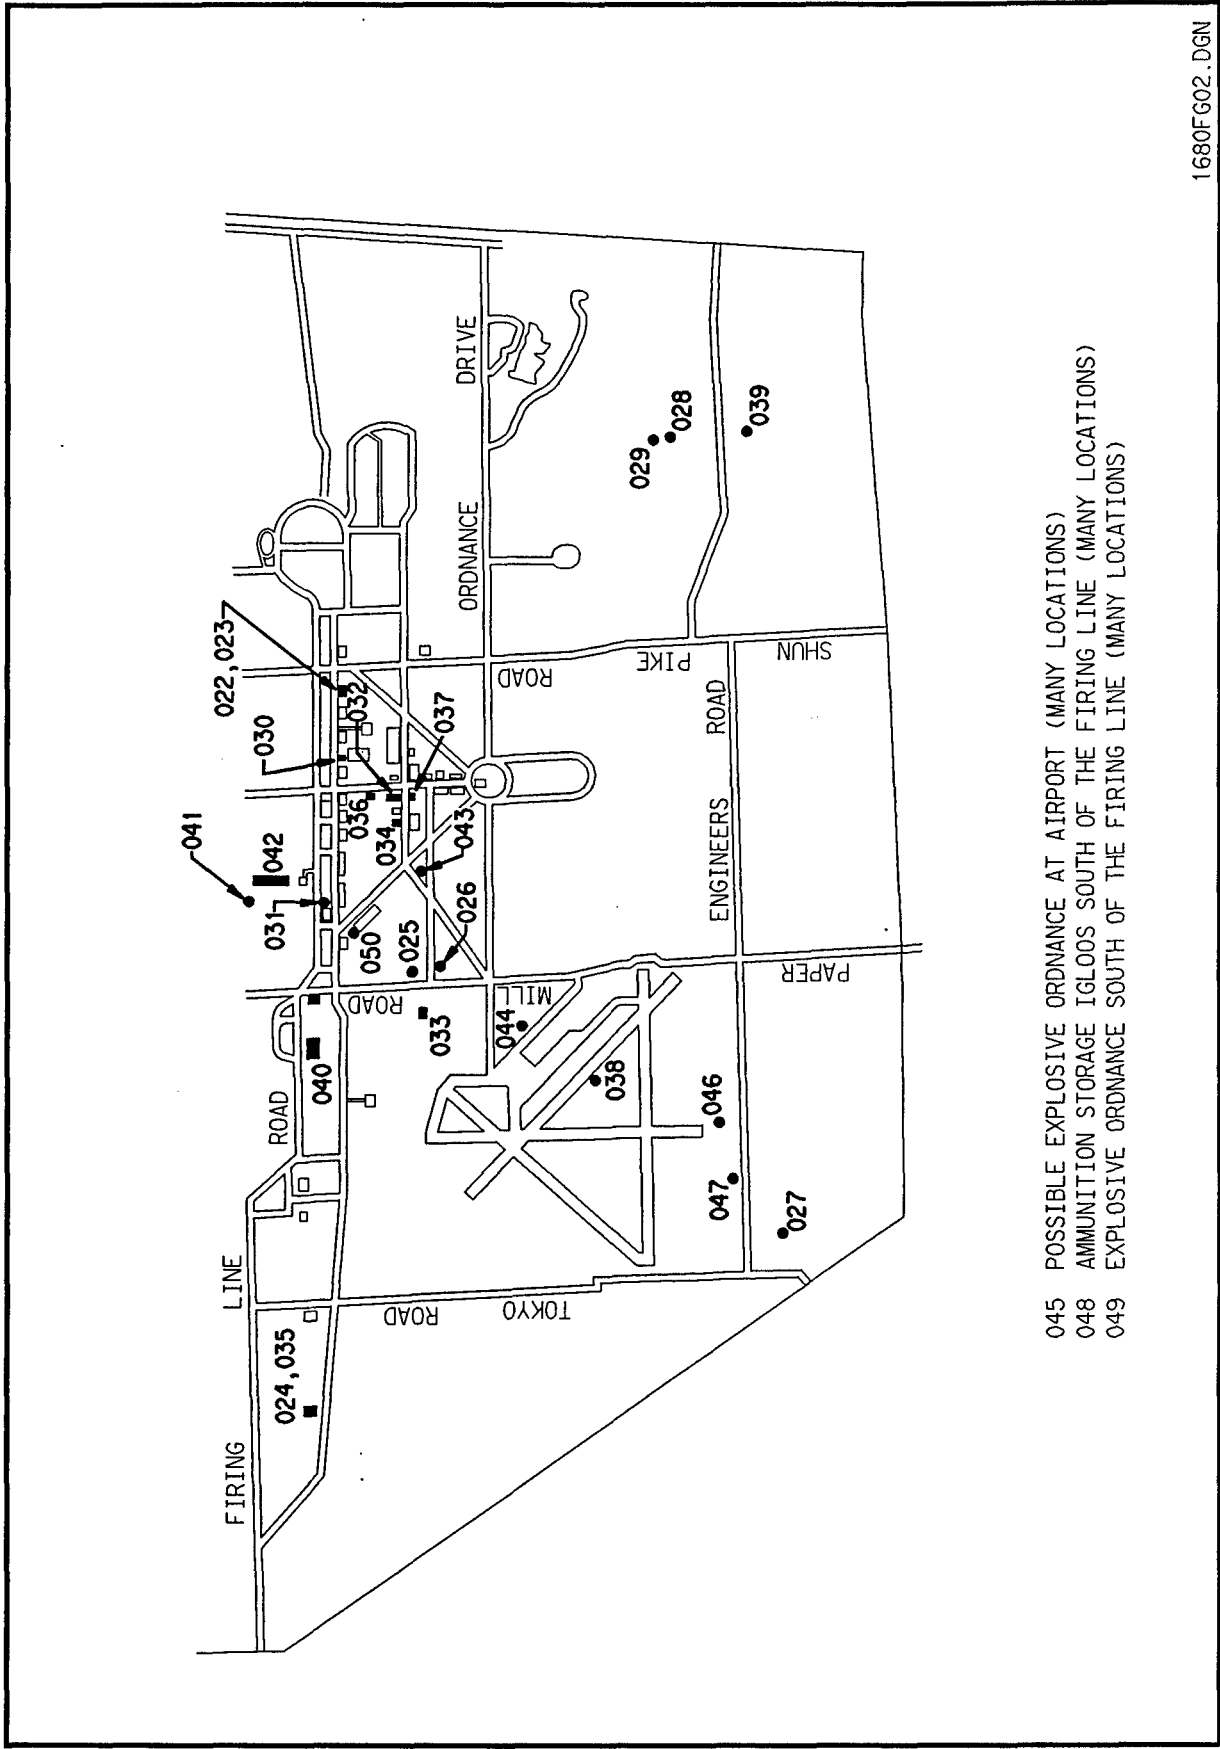 FIRING LINE ROAD
041
042
022,023
030
031
032
036
034
037
043
026
025
050
024,035
040
033
044
038
046
047
027
029
028
039
ORDNANCE DRIVE
ENGINEERS ROAD
TOKYO ROAD
PAPER MILL ROAD
SHUN PIKE ROAD
045 POSSIBLE EXPLOSIVE ORDNANCE AT AIRPORT (MANY LOCATIONS)
048 AMMUNITION STORAGE IGLOOS SOUTH OF THE FIRING LINE (MANY LOCATIONS)
049 EXPLOSIVE ORDNANCE SOUTH OF THE FIRING LINE (MANY LOCATIONS)
1680FG02.DGN